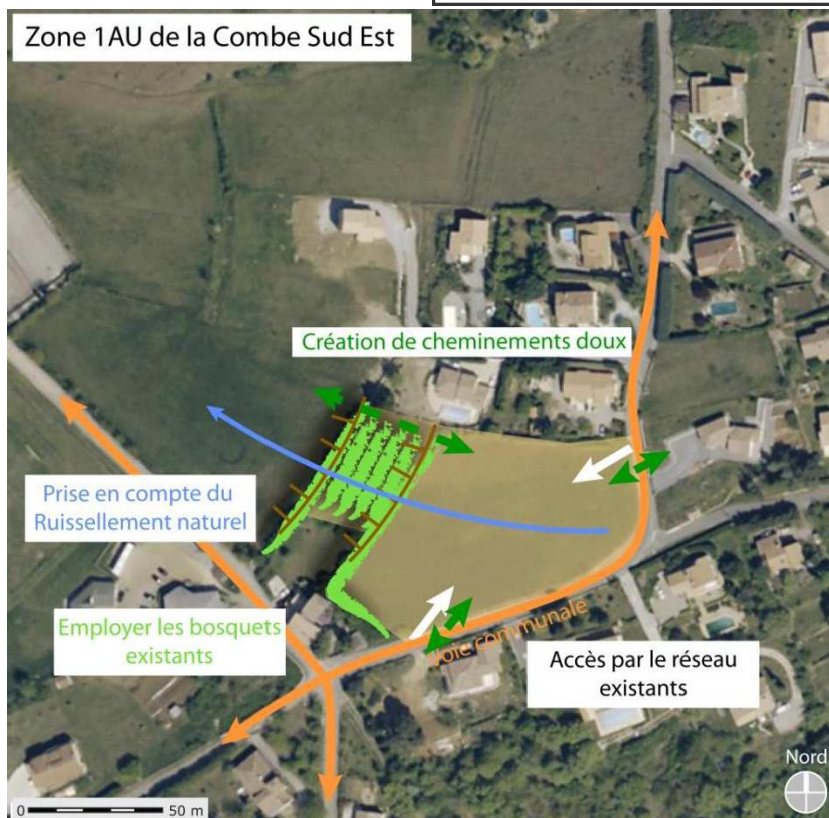 Zone 1AU de la Combe Sud Est
Création de cheminements doux
Prise en compte du
Ruissellement naturel
Employer les bosquets
existants
Voie communale
Accès par le réseau
existants
Nord
0 50 m